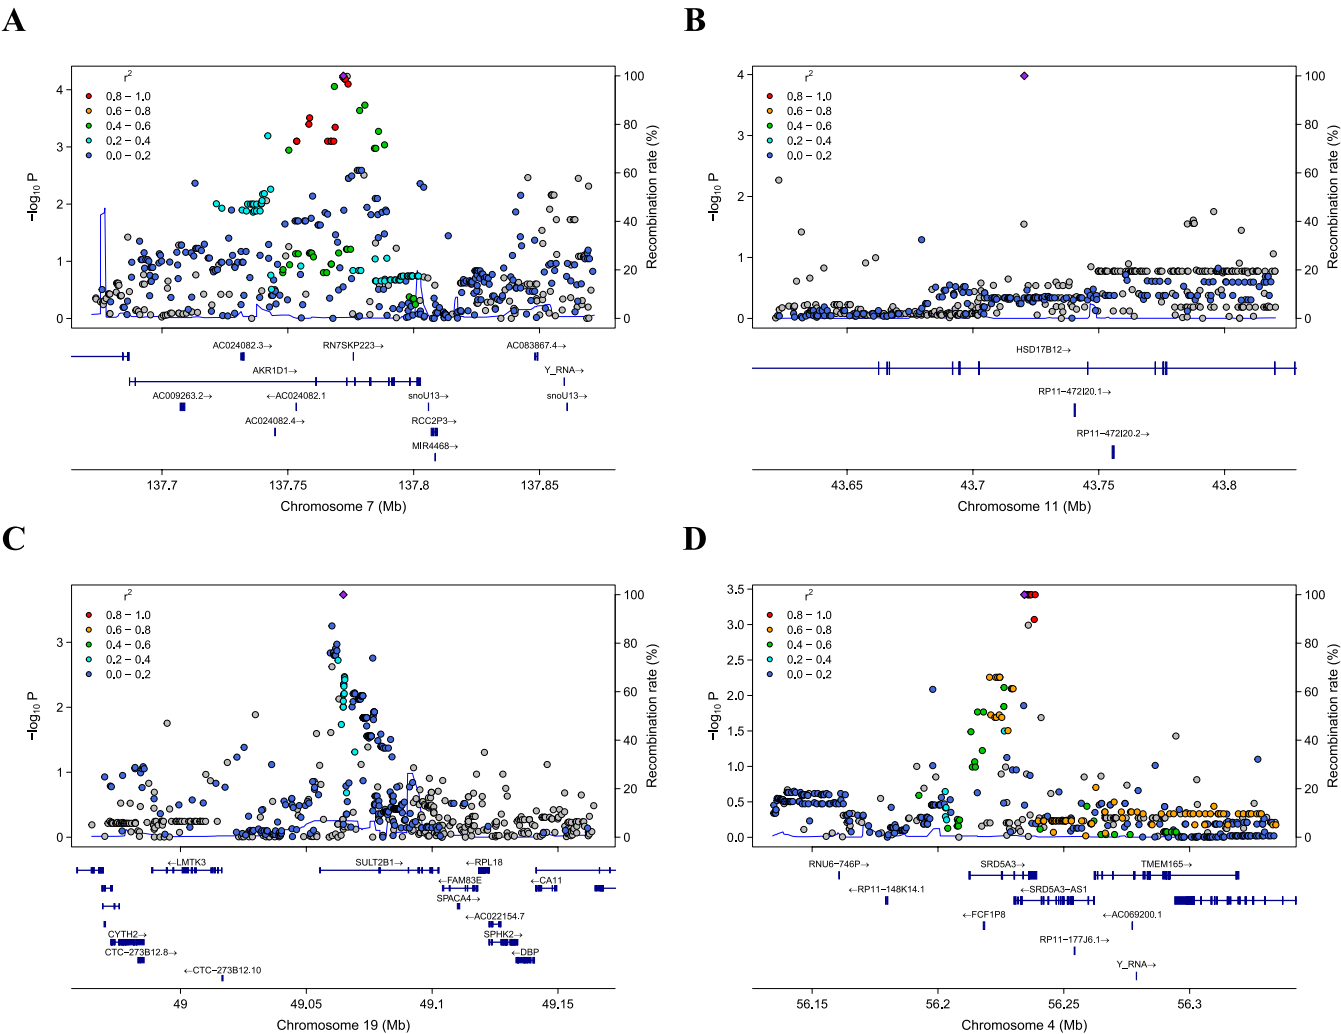 A
r²
0.8 − 1.0
0.6 − 0.8
0.4 − 0.6
0.2 − 0.4
0.0 − 0.2
4
3
2
1
0
−log₁₀ P
100
80
60
40
20
0
Recombination rate (%)
AC024082.3→
RN7SKP223→
AC083867.4→
AKR1D1→
Y_RNA→
AC009263.2→
←AC024082.1
snoU13→
snoU13→
AC024082.4→
RCC2P3→
MIR4468→
137.7
137.75
137.8
137.85
Chromosome 7 (Mb)
B
r²
0.8 − 1.0
0.6 − 0.8
0.4 − 0.6
0.2 − 0.4
0.0 − 0.2
4
3
2
1
0
−log₁₀ P
100
80
60
40
20
0
Recombination rate (%)
HSD17B12→
RP11−472I20.1→
RP11−472I20.2→
43.65
43.7
43.75
43.8
Chromosome 11 (Mb)
C
r²
0.8 − 1.0
0.6 − 0.8
0.4 − 0.6
0.2 − 0.4
0.0 − 0.2
3
2
1
0
−log₁₀ P
100
80
60
40
20
0
Recombination rate (%)
←LMTK3
SULT2B1→
RPL18
←FAM83E
←CA11
SPACA4→
←AC022154.7
CYTH2→
SPHK2→
CTC−273B12.8→
←DBP
←CTC−273B12.10
49
49.05
49.1
49.15
Chromosome 19 (Mb)
D
r²
0.8 − 1.0
0.6 − 0.8
0.4 − 0.6
0.2 − 0.4
0.0 − 0.2
3.5
3.0
2.5
2.0
1.5
1.0
0.5
0.0
−log₁₀ P
100
80
60
40
20
0
Recombination rate (%)
RNU6−746P→
SRD5A3→
TMEM165→
←RP11−148K14.1
←SRD5A3−AS1
←FCF1P8
←AC069200.1
RP11−177J6.1→
Y_RNA→
56.15
56.2
56.25
56.3
Chromosome 4 (Mb)